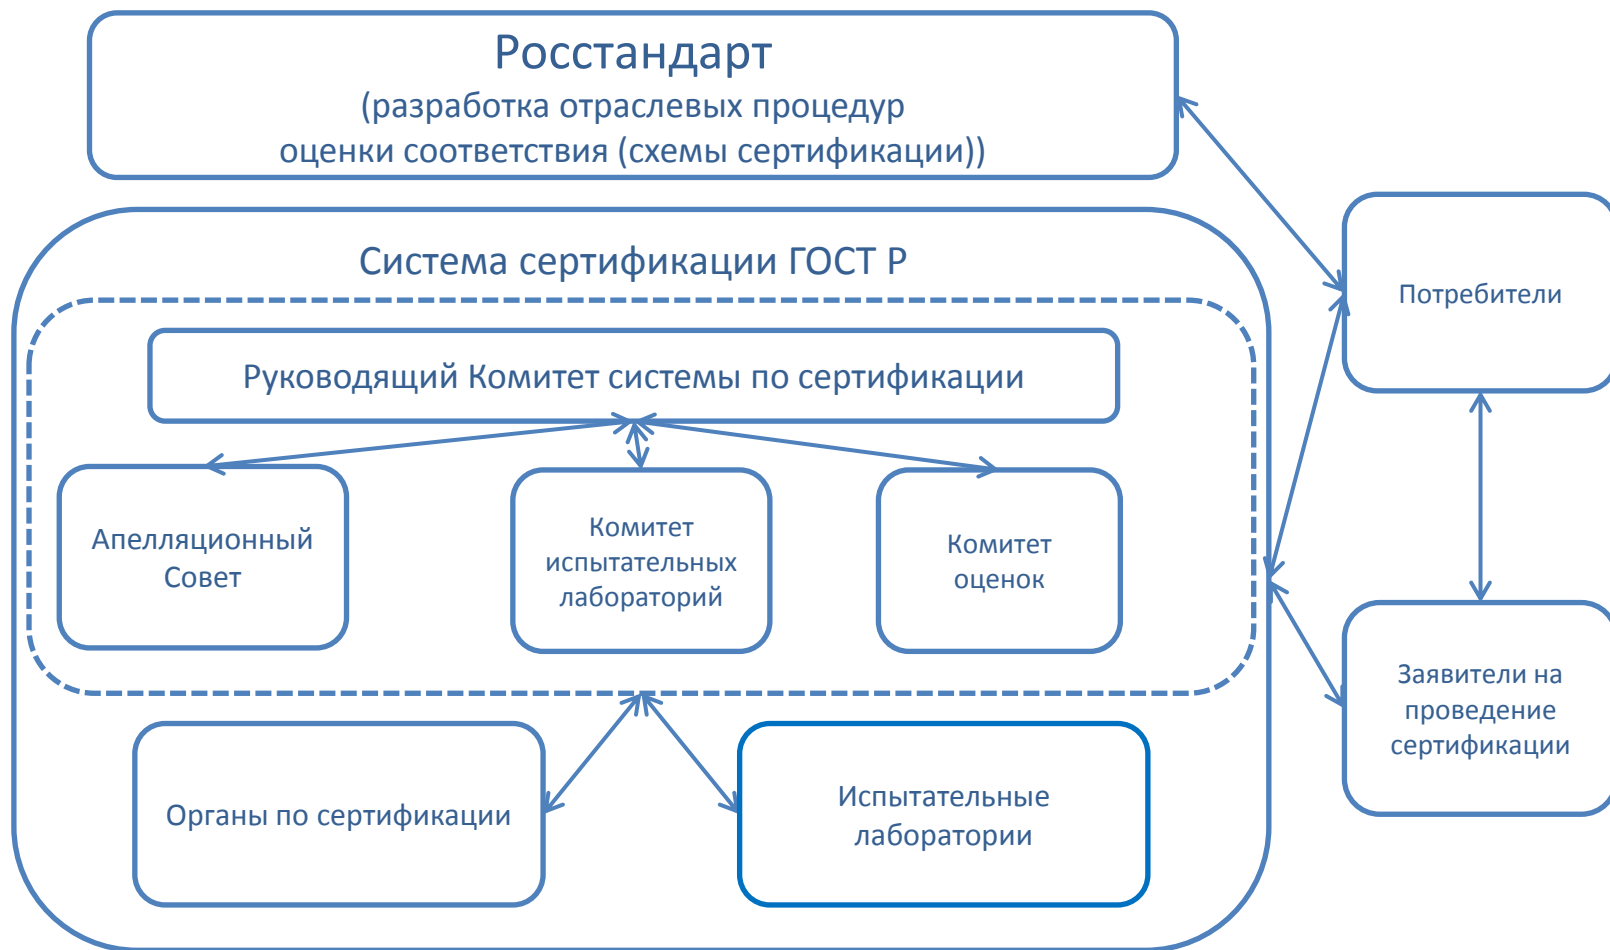 Росстандарт
(разработка отраслевых процедур
оценки соответствия (схемы сертификации))
Система сертификации ГОСТ Р
Руководящий Комитет системы по сертификации
Апелляционный
Совет
Комитет
испытательных
лабораторий
Комитет
оценок
Органы по сертификации
Испытательные
лаборатории
Потребители
Заявители на
проведение
сертификации